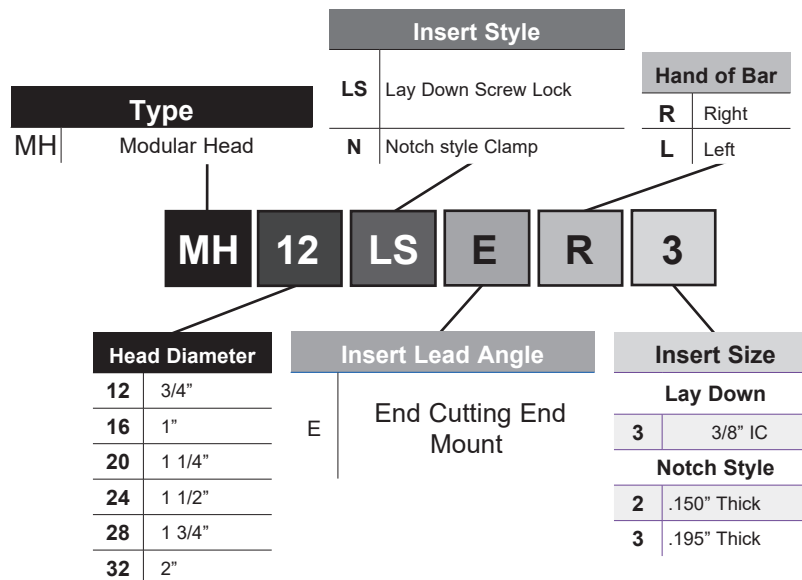 Insert Style
LS Lay Down Screw Lock
N Notch style Clamp
Hand of Bar
R Right
L Left
Type
MH Modular Head
MH 12 LS E R 3
Head Diameter
12 3/4”
16 1”
20 1 1/4”
24 1 1/2”
28 1 3/4”
32 2”
Insert Lead Angle
E End Cutting End
Mount
Insert Size
Lay Down
3 3/8” IC
Notch Style
2 .150” Thick
3 .195” Thick